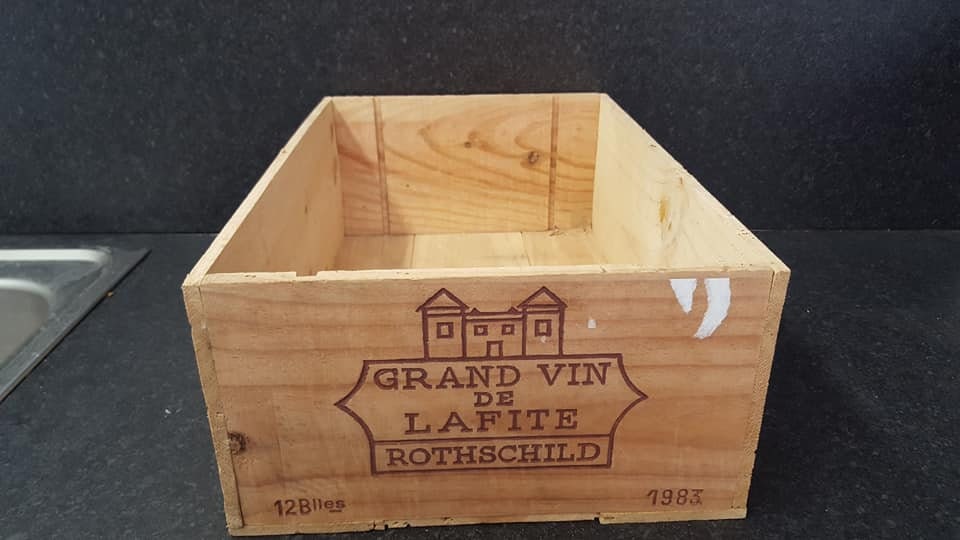 GRAND VIN
DE
LAFITE
ROTHSCHILD
12Blles 1983